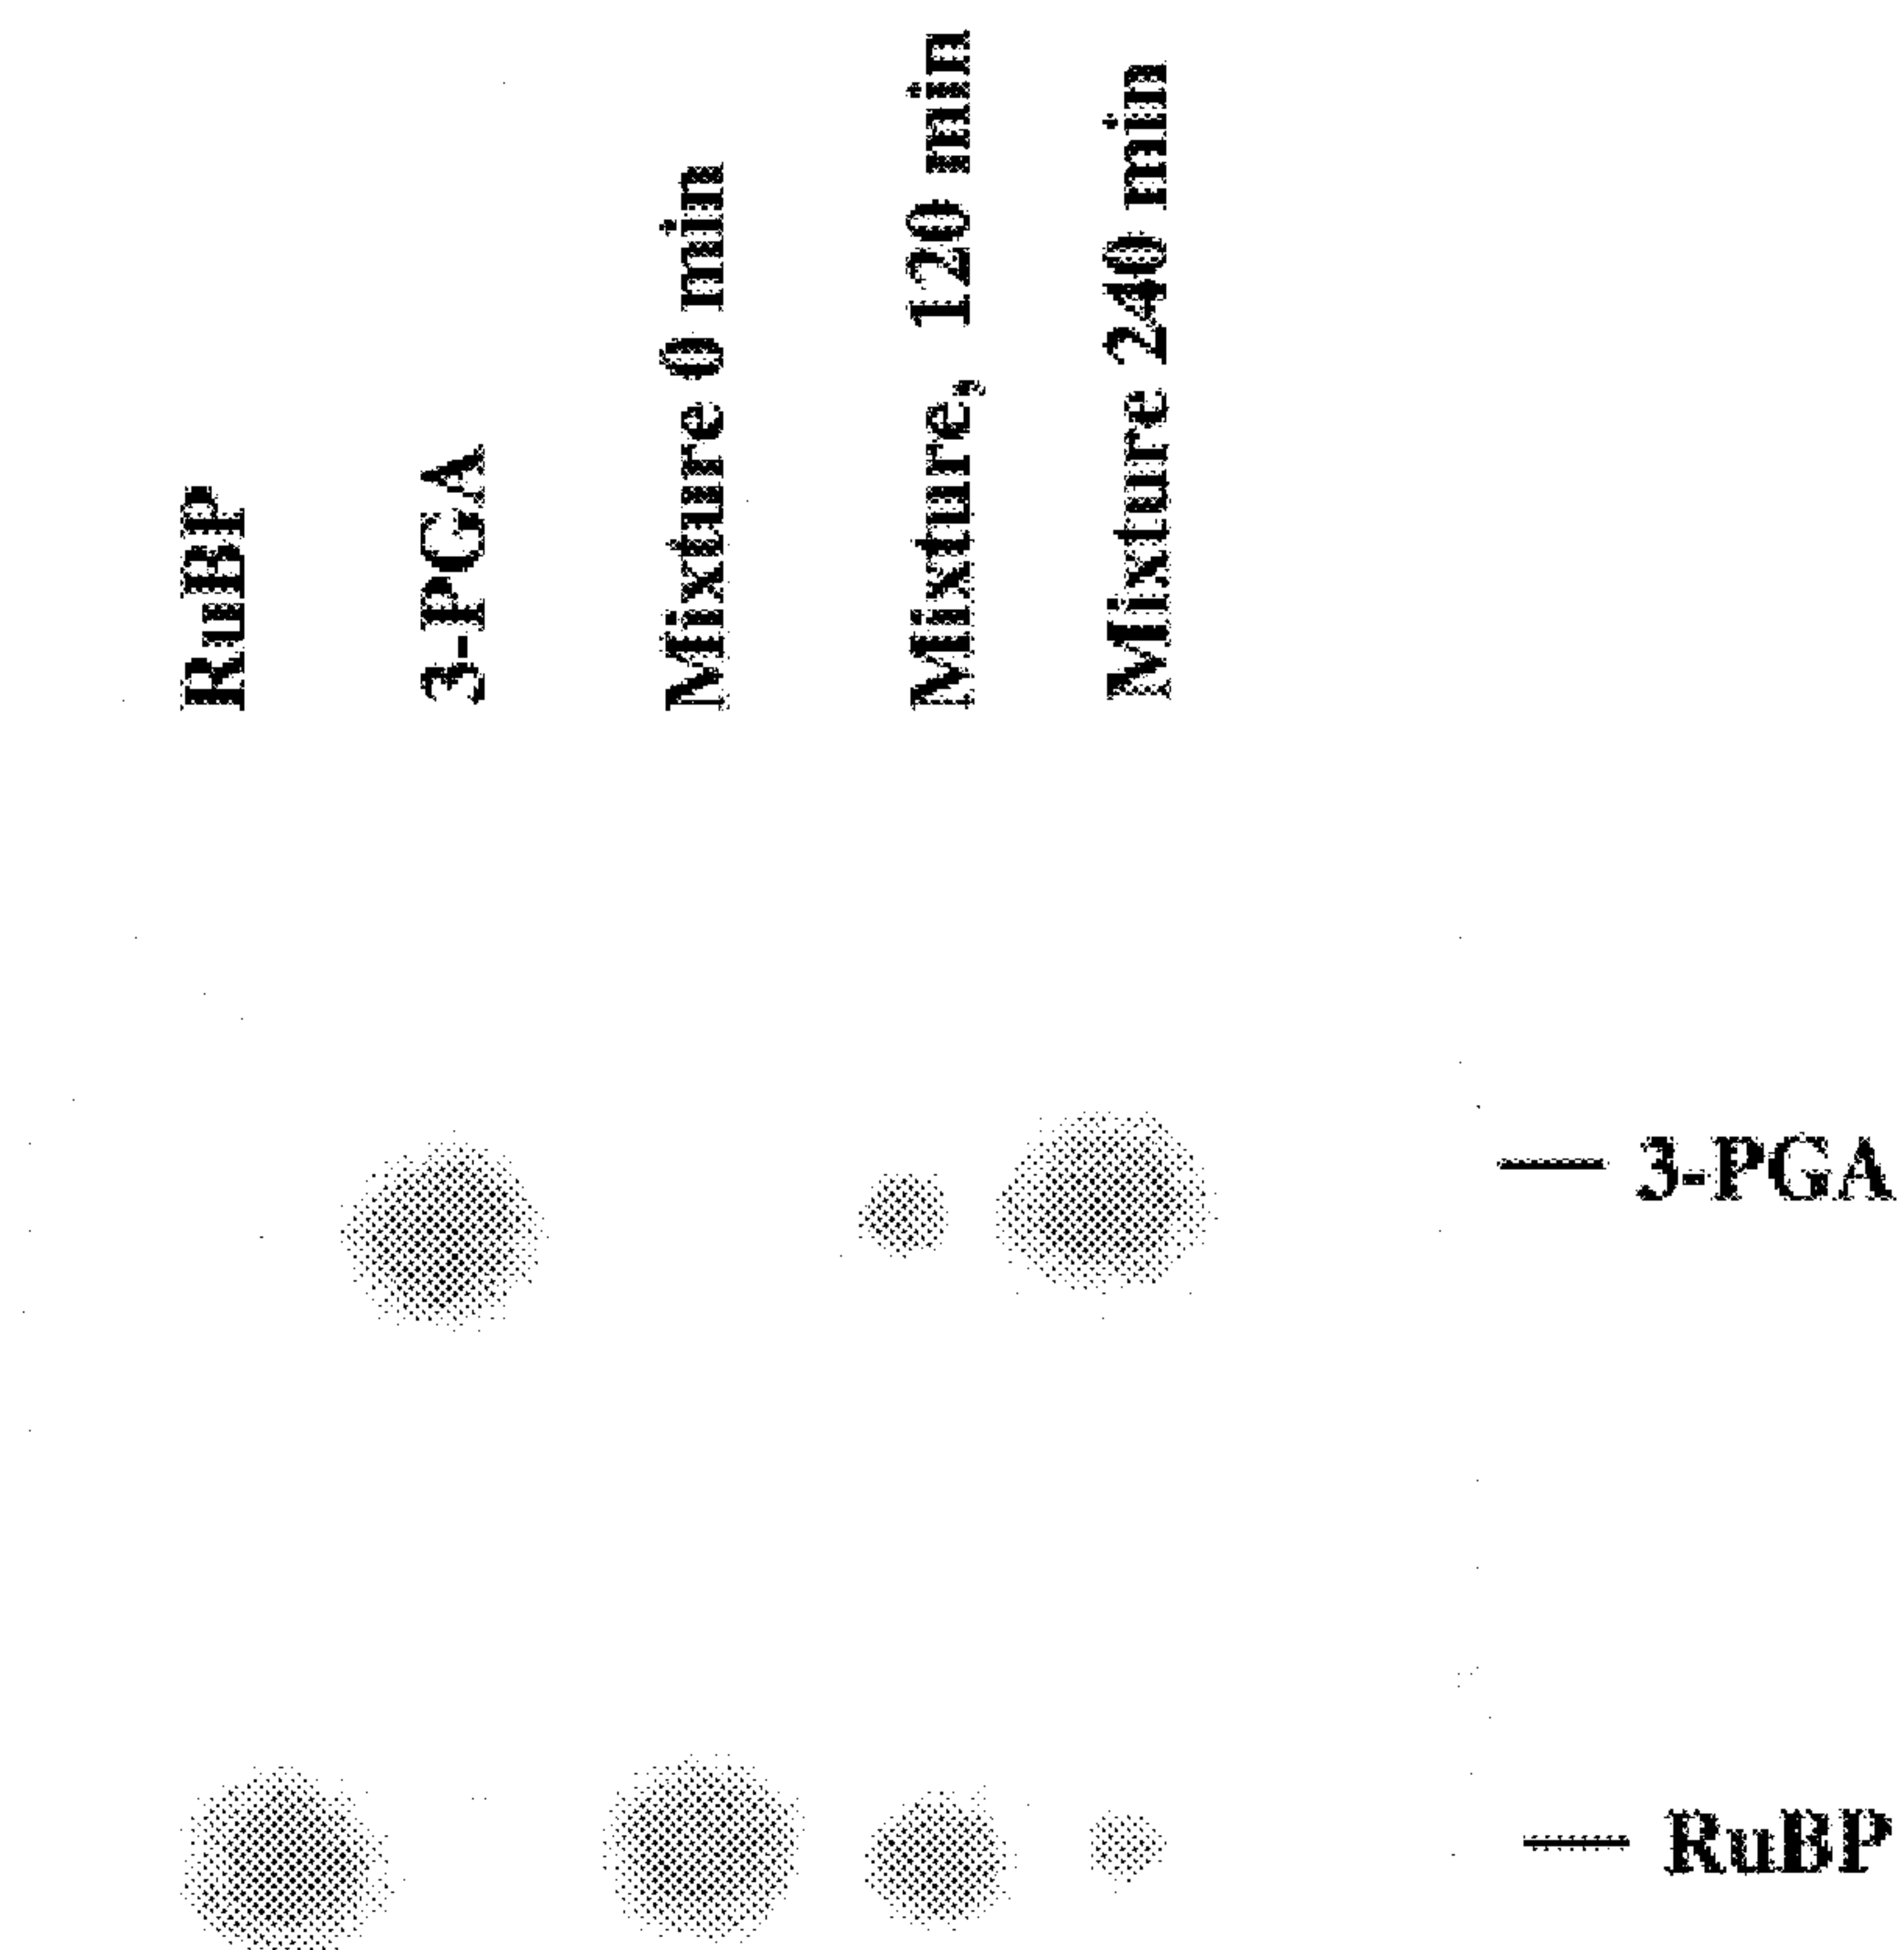 RuBP
3-PGA
Mixture 0 min
Mixture, 120 min
Mixture 240 min
3-PGA
RuBP